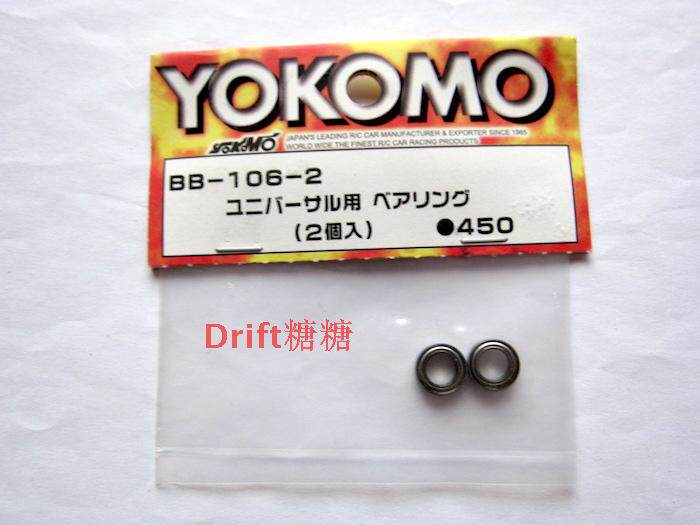 YOKOMO
YOKOMO
JAPAN'S LEADING R/C CAR MANUFACTURER & EXPORTER SINCE 1965
WORLD WIDE THE FINEST R/C CAR RACING PRODUCTS
BB-106-2
ユニバーサル用 ベアリング
(2個入) ●450
Drift糖糖